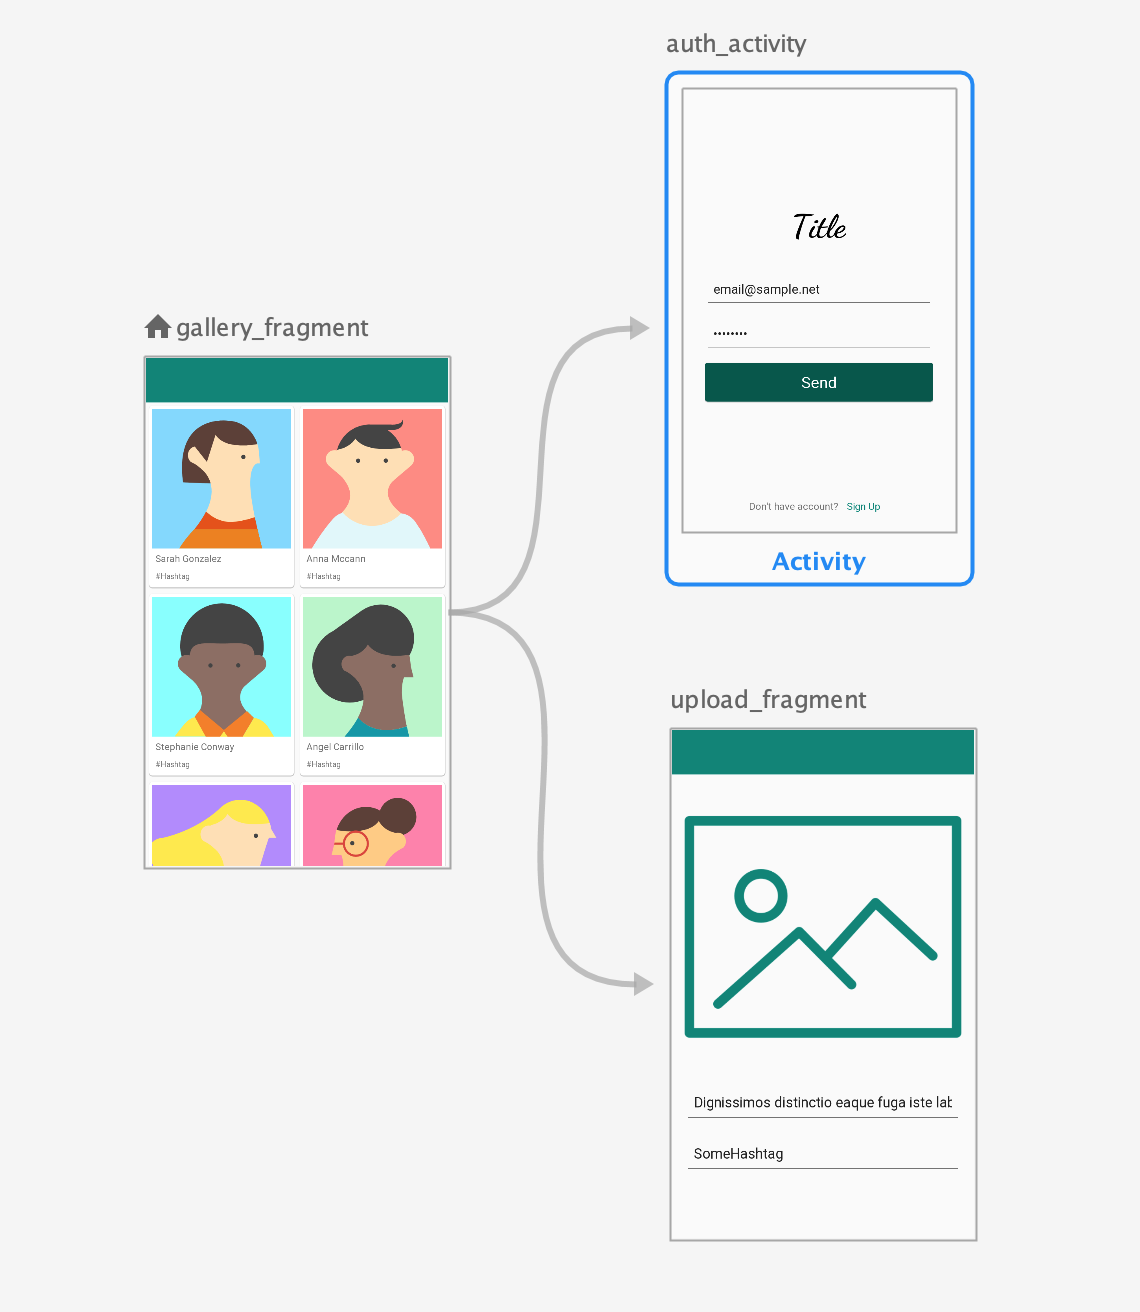 auth_activity
Title
email@sample.net
••••••••
Send
Don't have account? Sign Up
Activity
gallery_fragment
Sarah Gonzalez
#Hashtag
Anna Mccann
#Hashtag
Stephanie Conway
#Hashtag
Angel Carrillo
#Hashtag
upload_fragment
Dignissimos distinctio eaque fuga iste lab
SomeHashtag